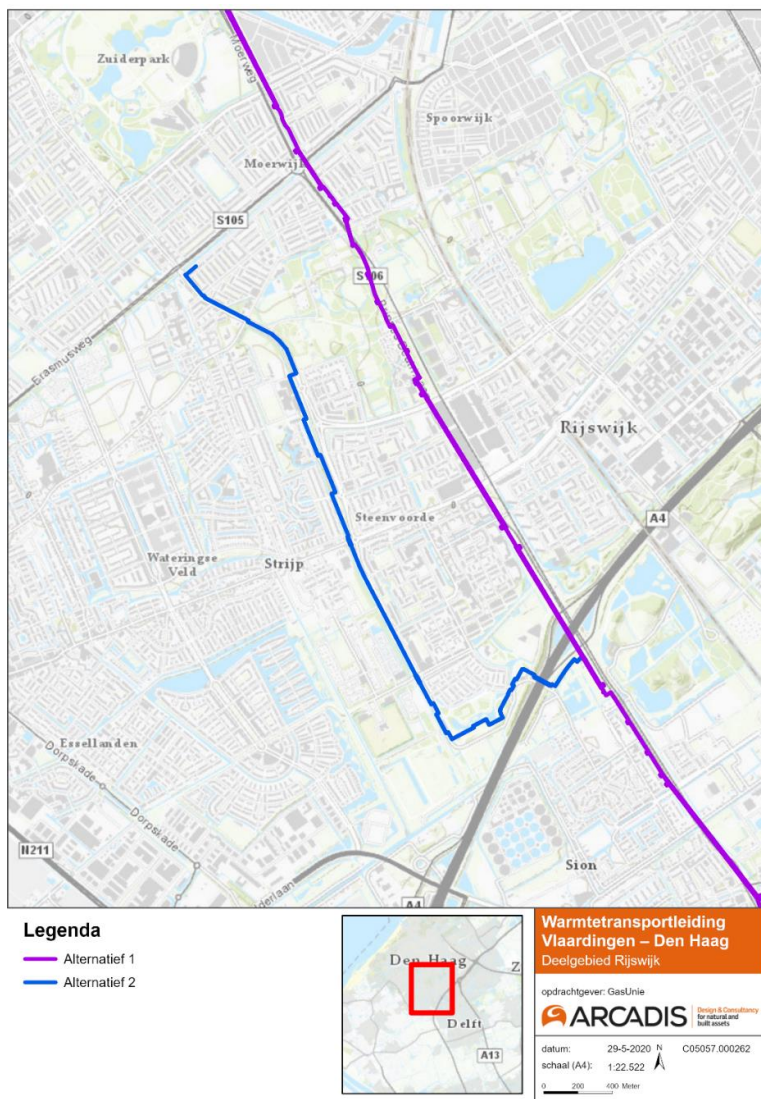 Zuiderpark
Moerweg
Spoorwijk
Moerwijk
S105
S106
Erasmusweg
Rijswijk
A4
Steenvoorde
Wateringse
Veld
Strijp
Essellanden
Dorpskade
Dorpskade
N211
Sion
A4
Legenda
Alternatief 1
Alternatief 2
Den Haag
Delft
A13
Warmtetransportleiding
Vlaardingen – Den Haag
Deelgebied Rijswijk
opdrachtgever: GasUnie
ARCADIS
Design & Consultancy
for natural and
built assets
datum: 29-5-2020 N C05057.000262
schaal (A4): 1:22.522
0 200 400 Meter